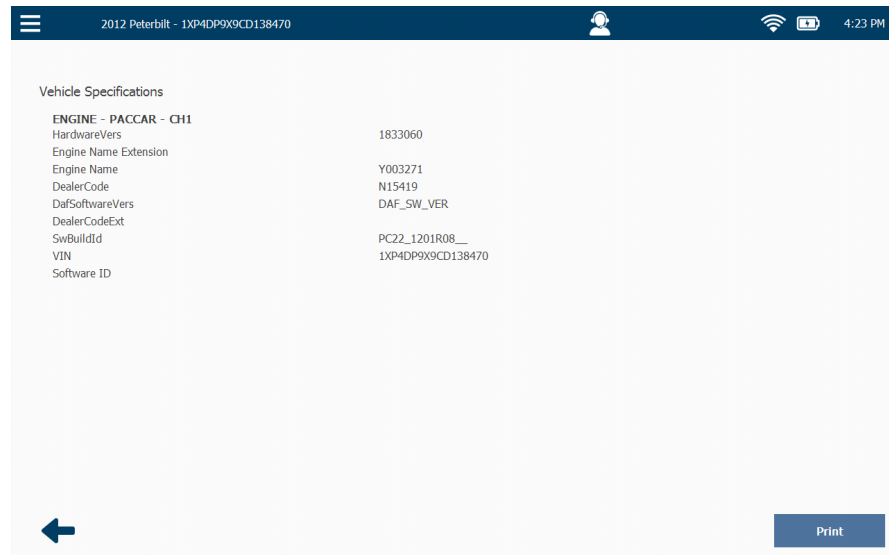 2012 Peterbilt - 1XP4DP9X9CD138470 4:23 PM
Vehicle Specifications
ENGINE - PACCAR - CH1
HardwareVers 1833060
Engine Name Extension
Engine Name Y003271
DealerCode N15419
DafSoftwareVers DAF_SW_VER
DealerCodeExt
SwBuildId PC22_1201R08__
VIN 1XP4DP9X9CD138470
Software ID
Print